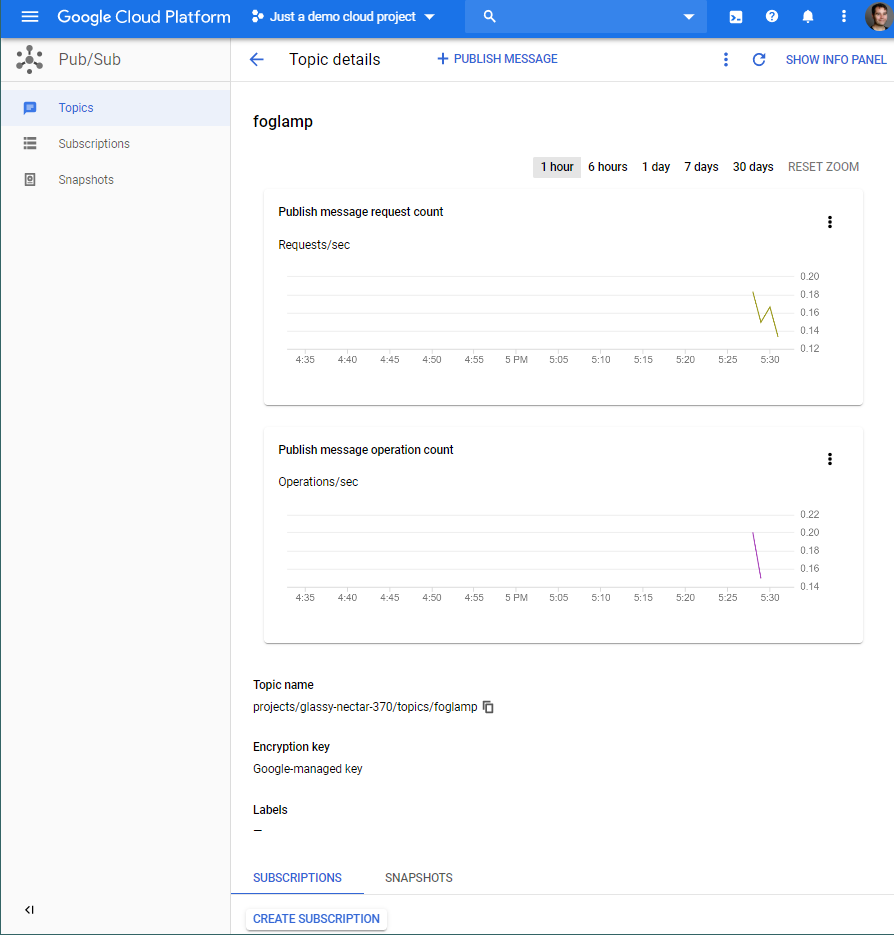 Google Cloud Platform
Just a demo cloud project
Pub/Sub
Topic details
PUBLISH MESSAGE
SHOW INFO PANEL
Topics
Subscriptions
Snapshots
foglamp
1 hour 6 hours 1 day 7 days 30 days RESET ZOOM
Publish message request count
Requests/sec
0.20
0.18
0.16
0.14
0.12
4:35 4:40 4:45 4:50 4:55 5 PM 5:05 5:10 5:15 5:20 5:25 5:30
Publish message operation count
Operations/sec
0.22
0.20
0.18
0.16
0.14
4:35 4:40 4:45 4:50 4:55 5 PM 5:05 5:10 5:15 5:20 5:25 5:30
Topic name
projects/glassy-nectar-370/topics/foglamp
Encryption key
Google-managed key
Labels
—
SUBSCRIPTIONS SNAPSHOTS
CREATE SUBSCRIPTION